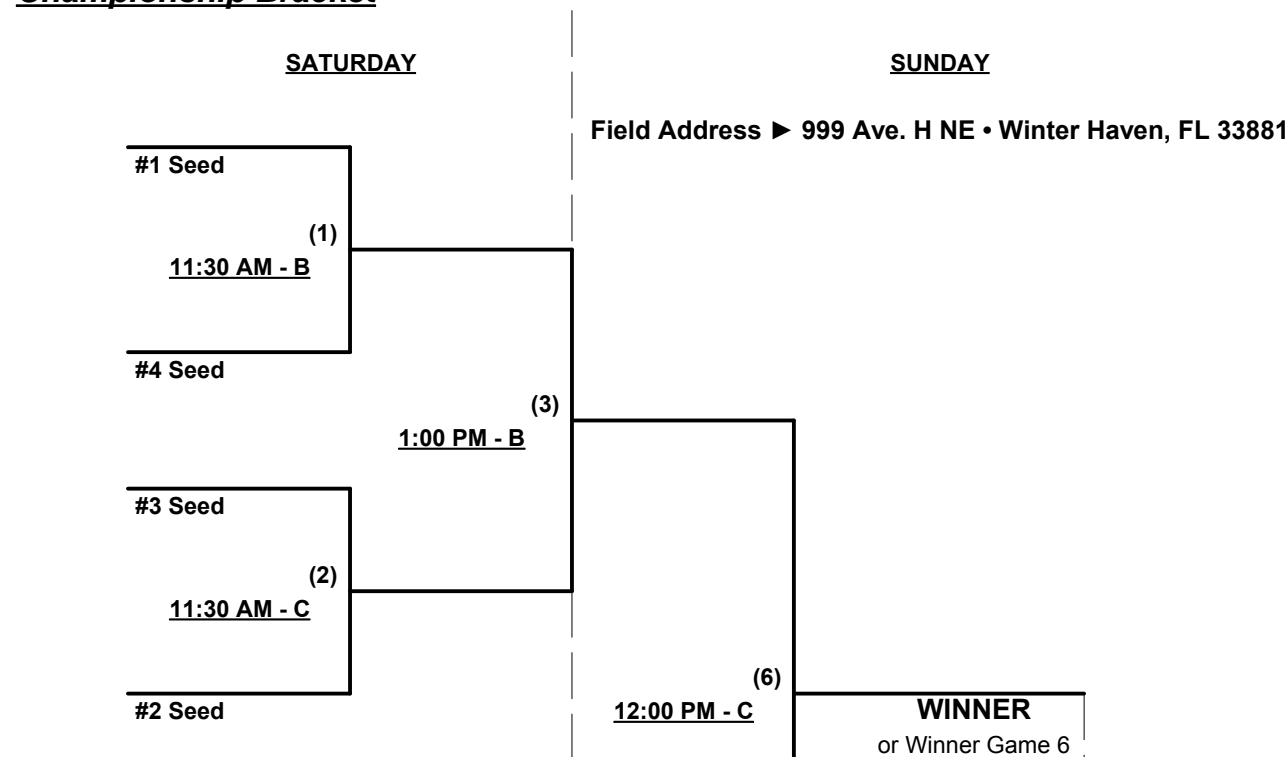 Championship Bracket
SATURDAY
SUNDAY
Field Address ► 999 Ave. H NE • Winter Haven, FL 33881
#1 Seed
(1)
11:30 AM - B
#4 Seed
(3)
1:00 PM - B
#3 Seed
(2)
11:30 AM - C
(6)
#2 Seed
12:00 PM - C
WINNER
or Winner Game 6